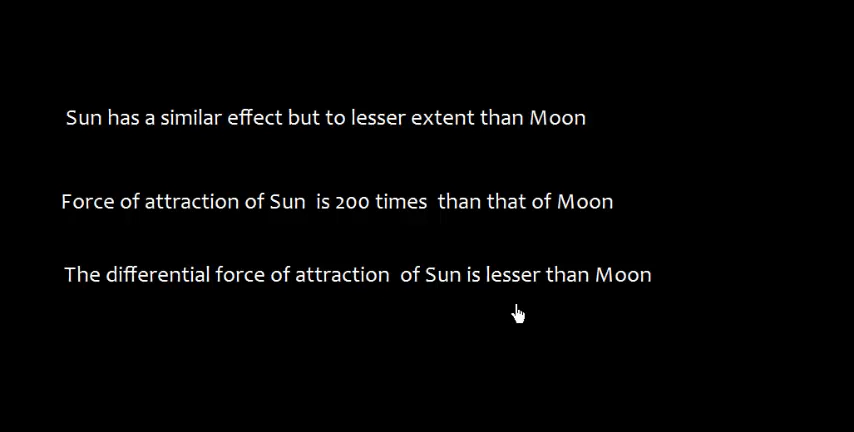 Sun has a similar effect but to lesser extent than Moon
Force of attraction of Sun is 200 times than that of Moon
The differential force of attraction of Sun is lesser than Moon